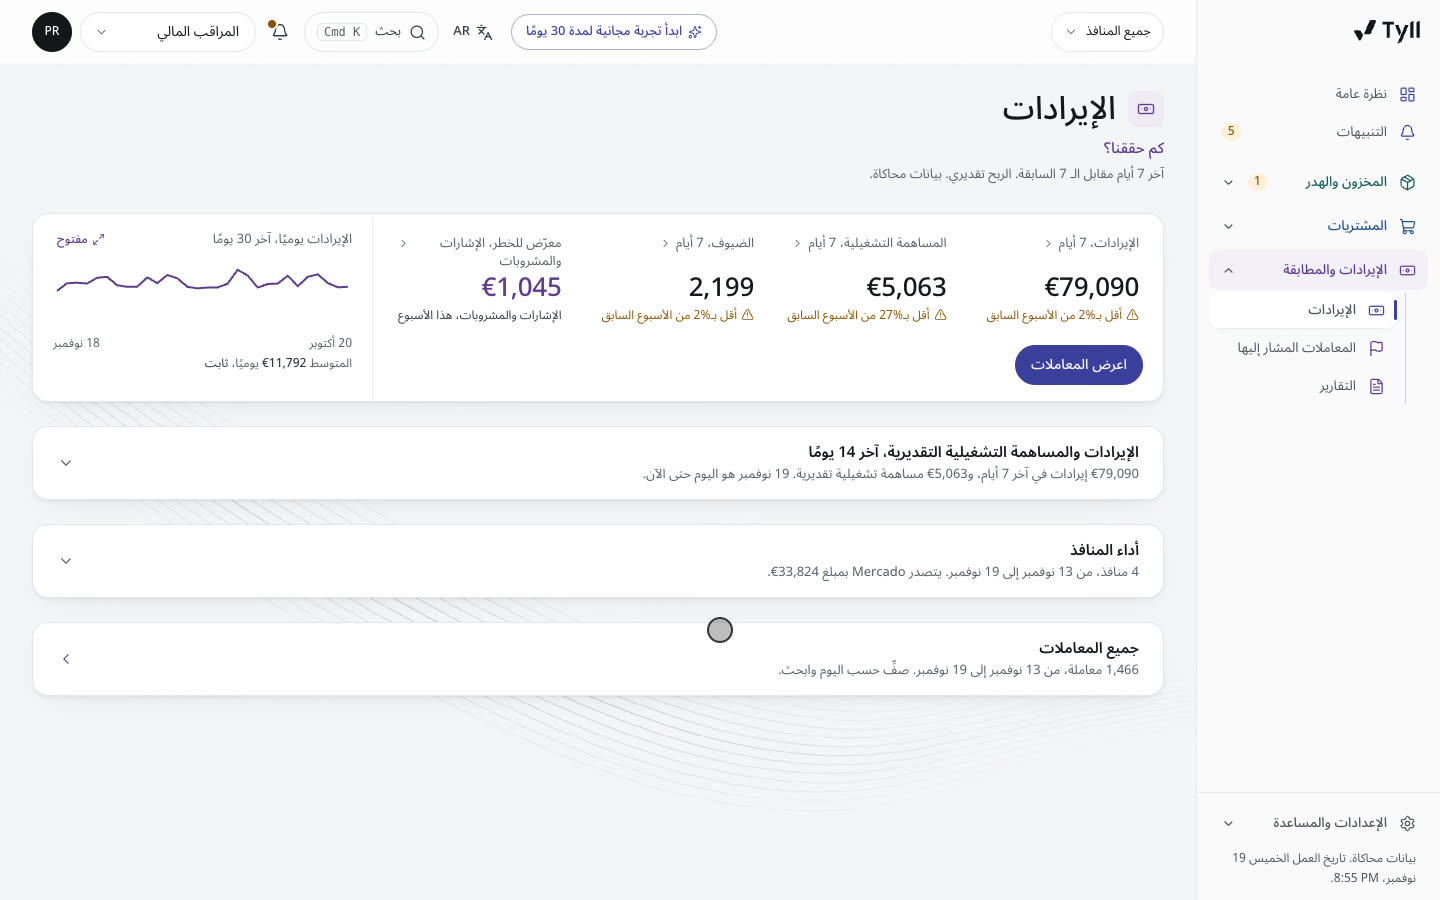 Tyll
نظرة عامة
التنبيهات
5
المخزون والهدر
1
المشتريات
الإيرادات والمطابقة
الإيرادات
المعاملات المشار إليها
التقارير
الإعدادات والمساعدة
بيانات محاكاة. تاريخ العمل الخميس 19
نوفمبر، 8:55 PM.
جميع المنافذ
ابدأ تجربة مجانية لمدة 30 يومًا
AR
بحث
Cmd K
المراقب المالي
PR
الإيرادات
كم حققنا؟
آخر 7 أيام مقابل الـ 7 السابقة. الربح تقديري. بيانات محاكاة.
الإيرادات، 7 أيام
€79,090
أقل بـ2% من الأسبوع السابق
المساهمة التشغيلية، 7 أيام
€5,063
أقل بـ27% من الأسبوع السابق
الضيوف، 7 أيام
2,199
أقل بـ2% من الأسبوع السابق
معرّض للخطر، الإشارات
والمشروبات
€1,045
الإشارات والمشروبات، هذا الأسبوع
اعرض المعاملات
الإيرادات يوميًا، آخر 30 يومًا
مفتوح
20 أكتوبر
18 نوفمبر
المتوسط €11,792 يوميًا، ثابت
الإيرادات والمساهمة التشغيلية التقديرية، آخر 14 يومًا
€79,090 إيرادات في آخر 7 أيام، و€5,063 مساهمة تشغيلية تقديرية. 19 نوفمبر هو اليوم حتى الآن.
أداء المنافذ
4 منافذ، من 13 نوفمبر إلى 19 نوفمبر. يتصدر Mercado بمبلغ €33,824.
جميع المعاملات
1,466 معاملة، من 13 نوفمبر إلى 19 نوفمبر. صفِّ حسب اليوم وابحث.